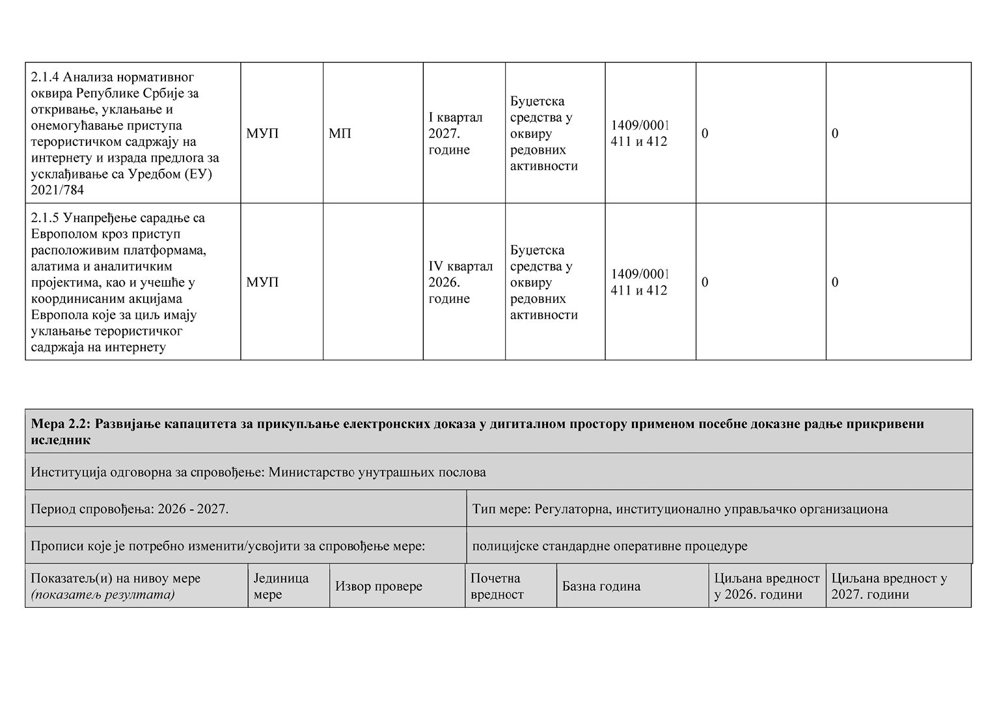 2.1.4 Анализа нормативног
оквира Републике Србије за
откривање, уклањање и
онемогућавање приступа
терористичком садржају на
интернету и израда предлога за
усклађивање са Уредбом (ЕУ)
2021/784
МУП
МП
I квартал
2027.
године
Буџетска
средства у
оквиру
редовних
активности
1409/0001
411 и 412
0
0
2.1.5 Унапређење сарадње са
Европолом кроз приступ
расположивим платформама,
алатима и аналитичким
пројектима, као и учешће у
координисаним акцијама
Европола које за циљ имају
уклањање терористичког
садржаја на интернету
МУП
IV квартал
2026.
године
Буџетска
средства у
оквиру
редовних
активности
1409/0001
411 и 412
0
0
Мера 2.2: Развијање капацитета за прикупљање електронских доказа у дигиталном простору применом посебне доказне радње прикривени
иследник
Институција одговорна за спровођење: Министарство унутрашњих послова
Период спровођења: 2026 - 2027.
Тип мере: Регулаторна, институционално управљачко организациона
Прописи које је потребно изменити/усвојити за спровођење мере:
полицијске стандардне оперативне процедуре
Показатељ(и) на нивоу мере
(показатељ резултата)
Јединица
мере
Извор провере
Почетна
вредност
Базна година
Циљана вредност
у 2026. години
Циљана вредност у
2027. години